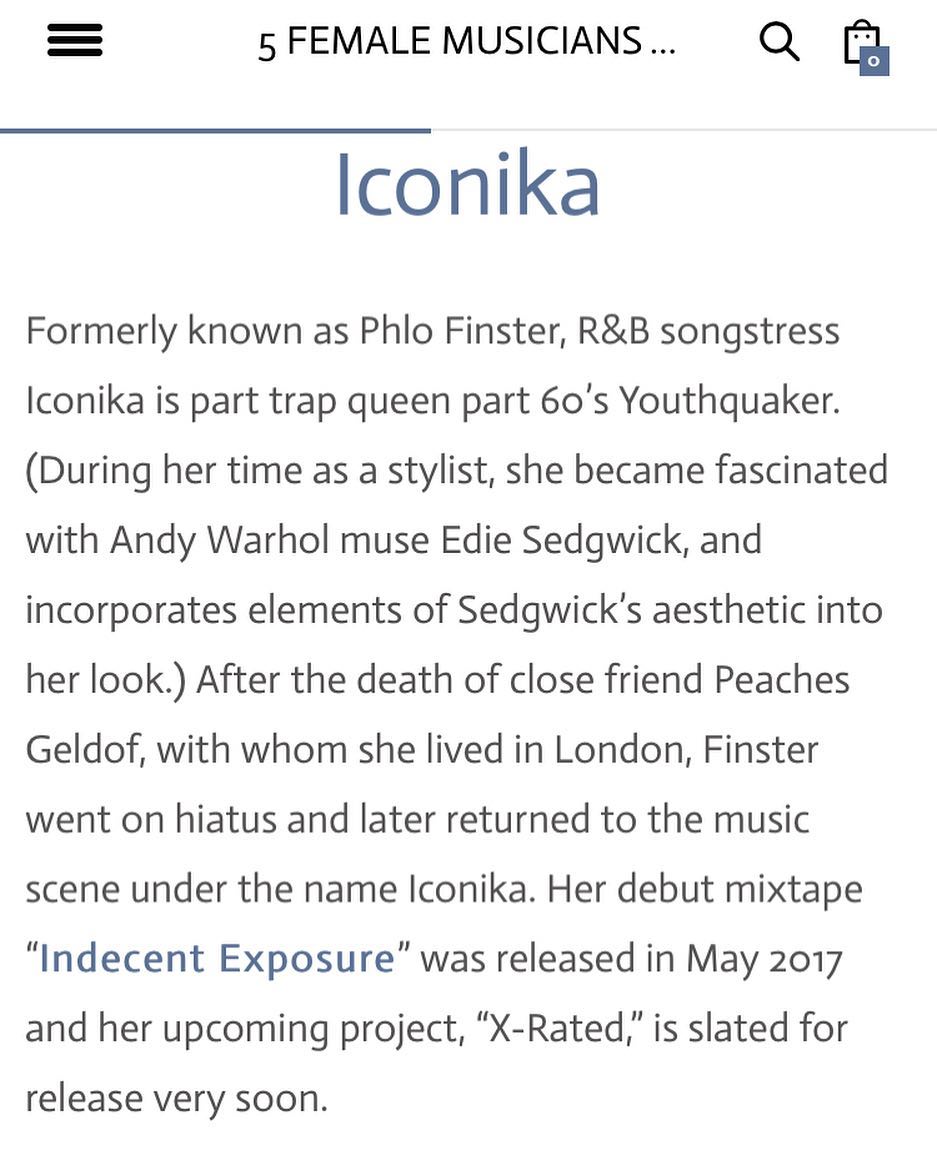 5 FEMALE MUSICIANS ...
0
Iconika
Formerly known as Phlo Finster, R&B songstress
Iconika is part trap queen part 60’s Youthquaker.
(During her time as a stylist, she became fascinated
with Andy Warhol muse Edie Sedgwick, and
incorporates elements of Sedgwick’s aesthetic into
her look.) After the death of close friend Peaches
Geldof, with whom she lived in London, Finster
went on hiatus and later returned to the music
scene under the name Iconika. Her debut mixtape
“Indecent Exposure” was released in May 2017
and her upcoming project, “X-Rated,” is slated for
release very soon.